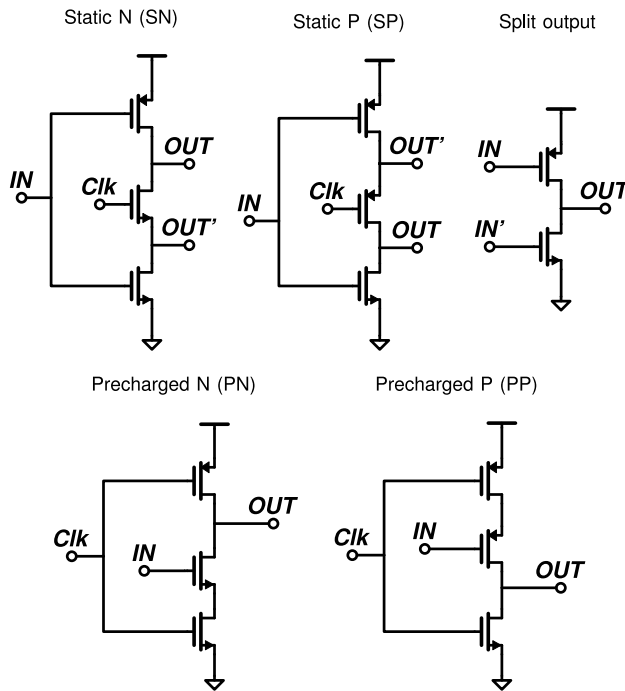 Static N (SN)
Static P (SP)
Split output
OUT
IN
Clk
OUT'
OUT'
IN
Clk
OUT
IN
OUT
IN'
Precharged N (PN)
Precharged P (PP)
OUT
Clk
IN
Clk
IN
OUT